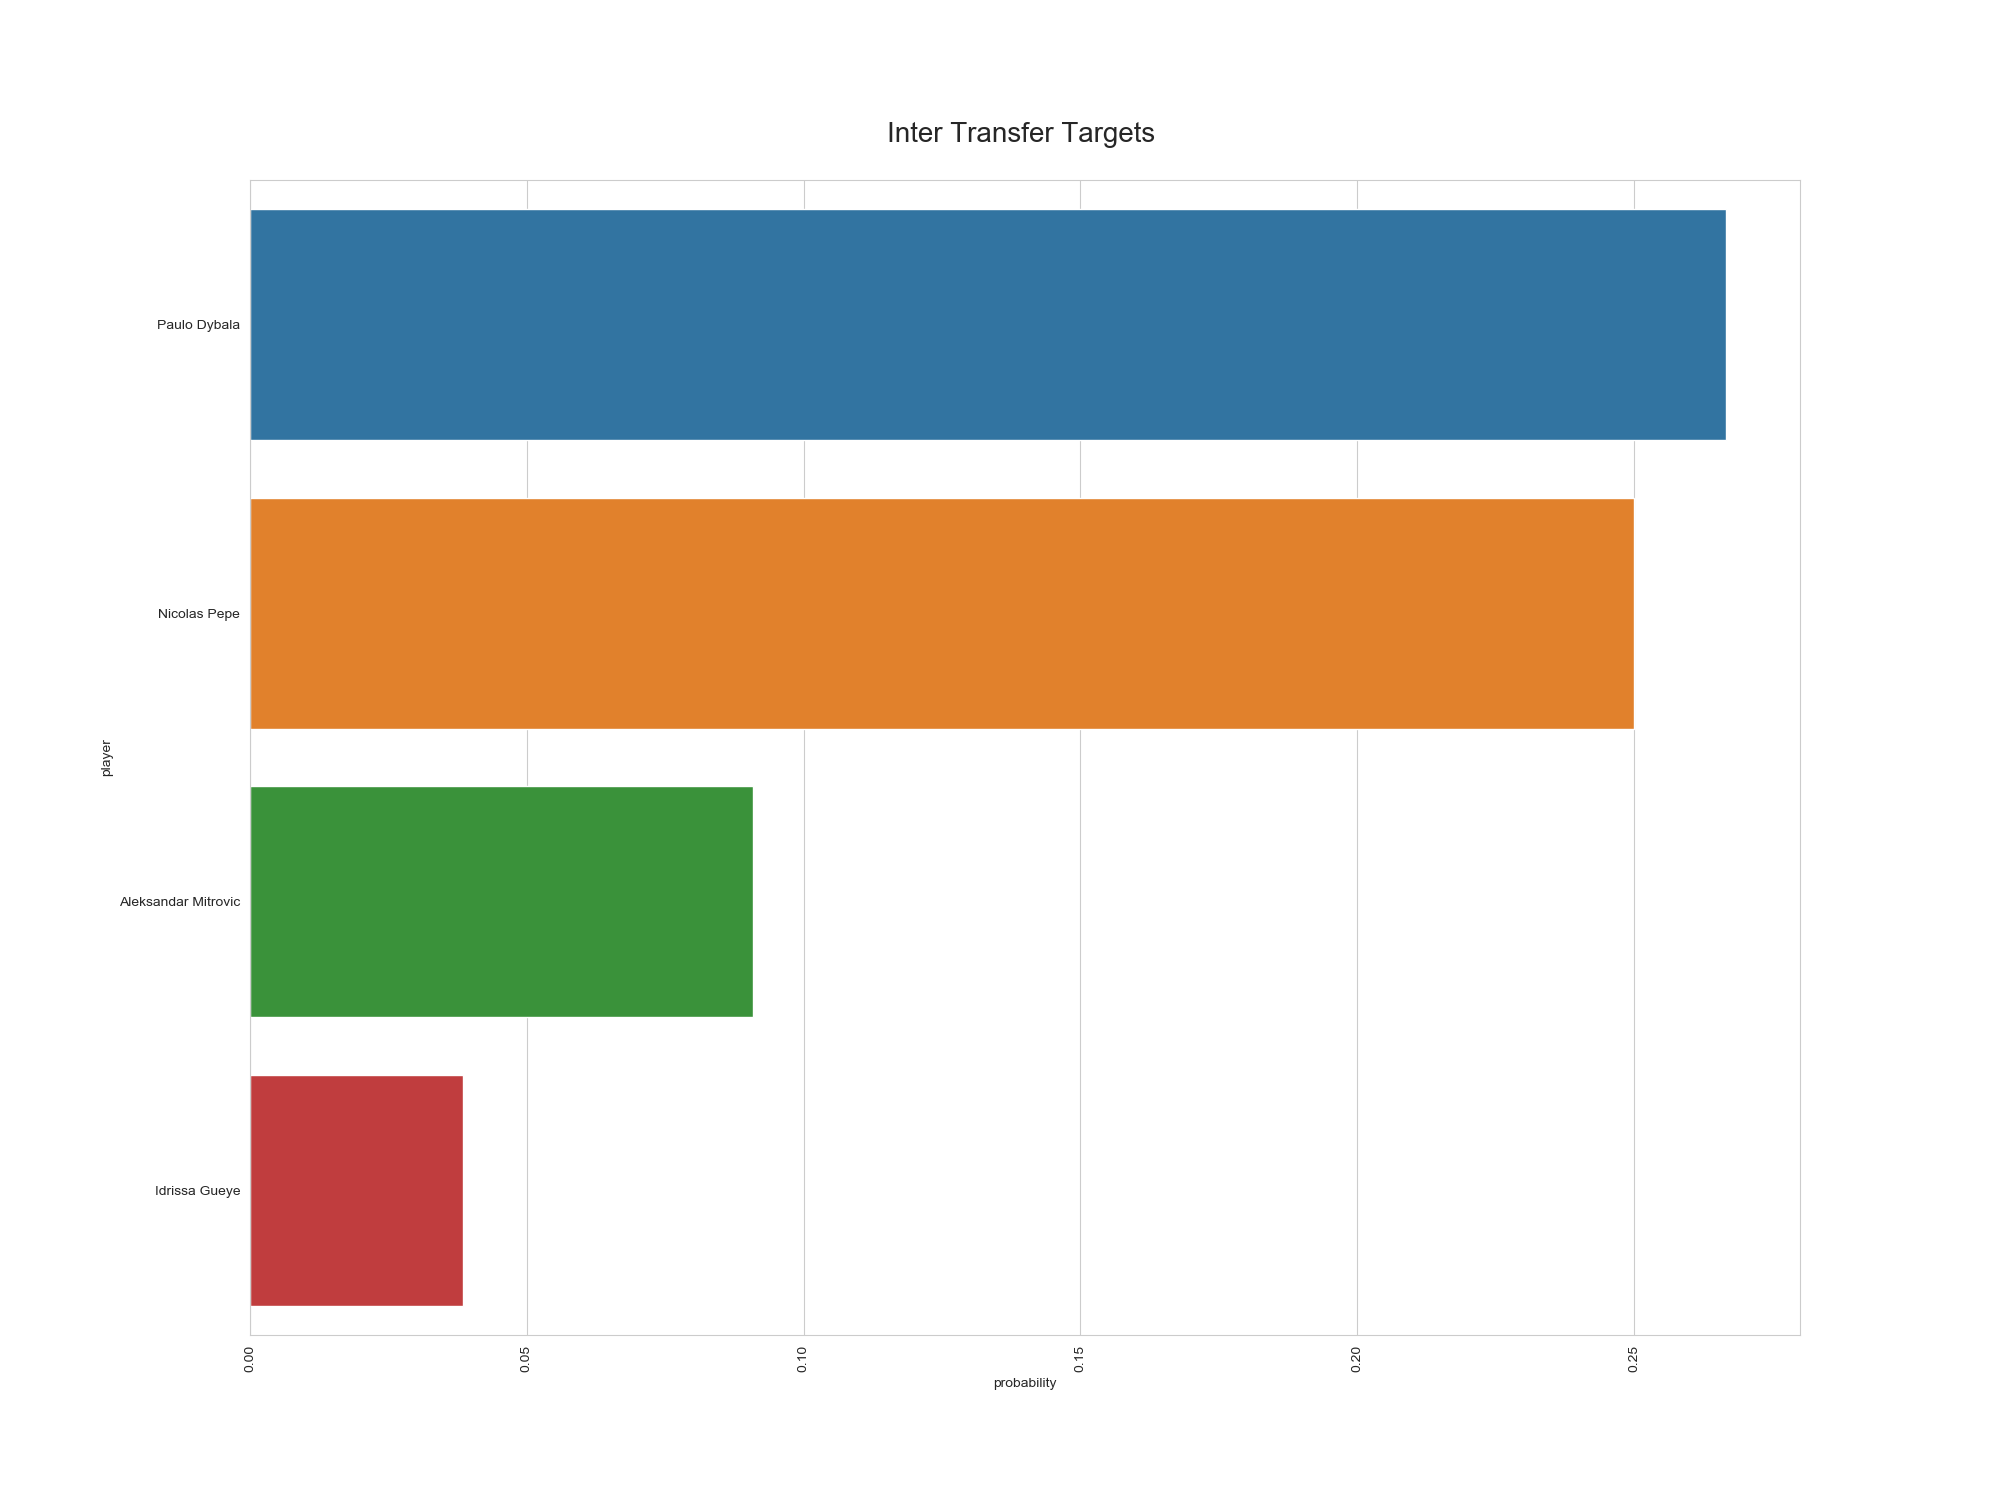 Inter Transfer Targets
Paulo Dybala
Nicolas Pepe
player
Aleksandar Mitrovic
Idrissa Gueye
0.00
0.05
0.10
0.15
0.20
0.25
probability